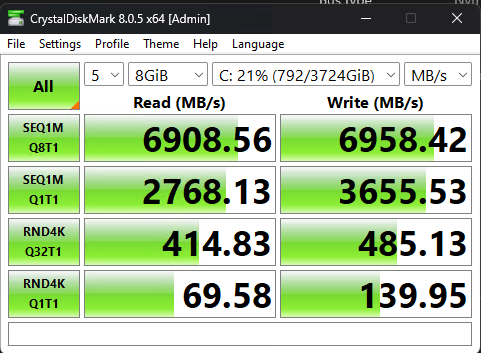 CrystalDiskMark 8.0.5 x64 [Admin]
File Settings Profile Theme Help Language
All 5 8GiB C: 21% (792/3724GiB) MB/s
Read (MB/s) Write (MB/s)
SEQ1M
Q8T1
6908.56 6958.42
SEQ1M
Q1T1
2768.13 3655.53
RND4K
Q32T1
414.83 485.13
RND4K
Q1T1
69.58 139.95